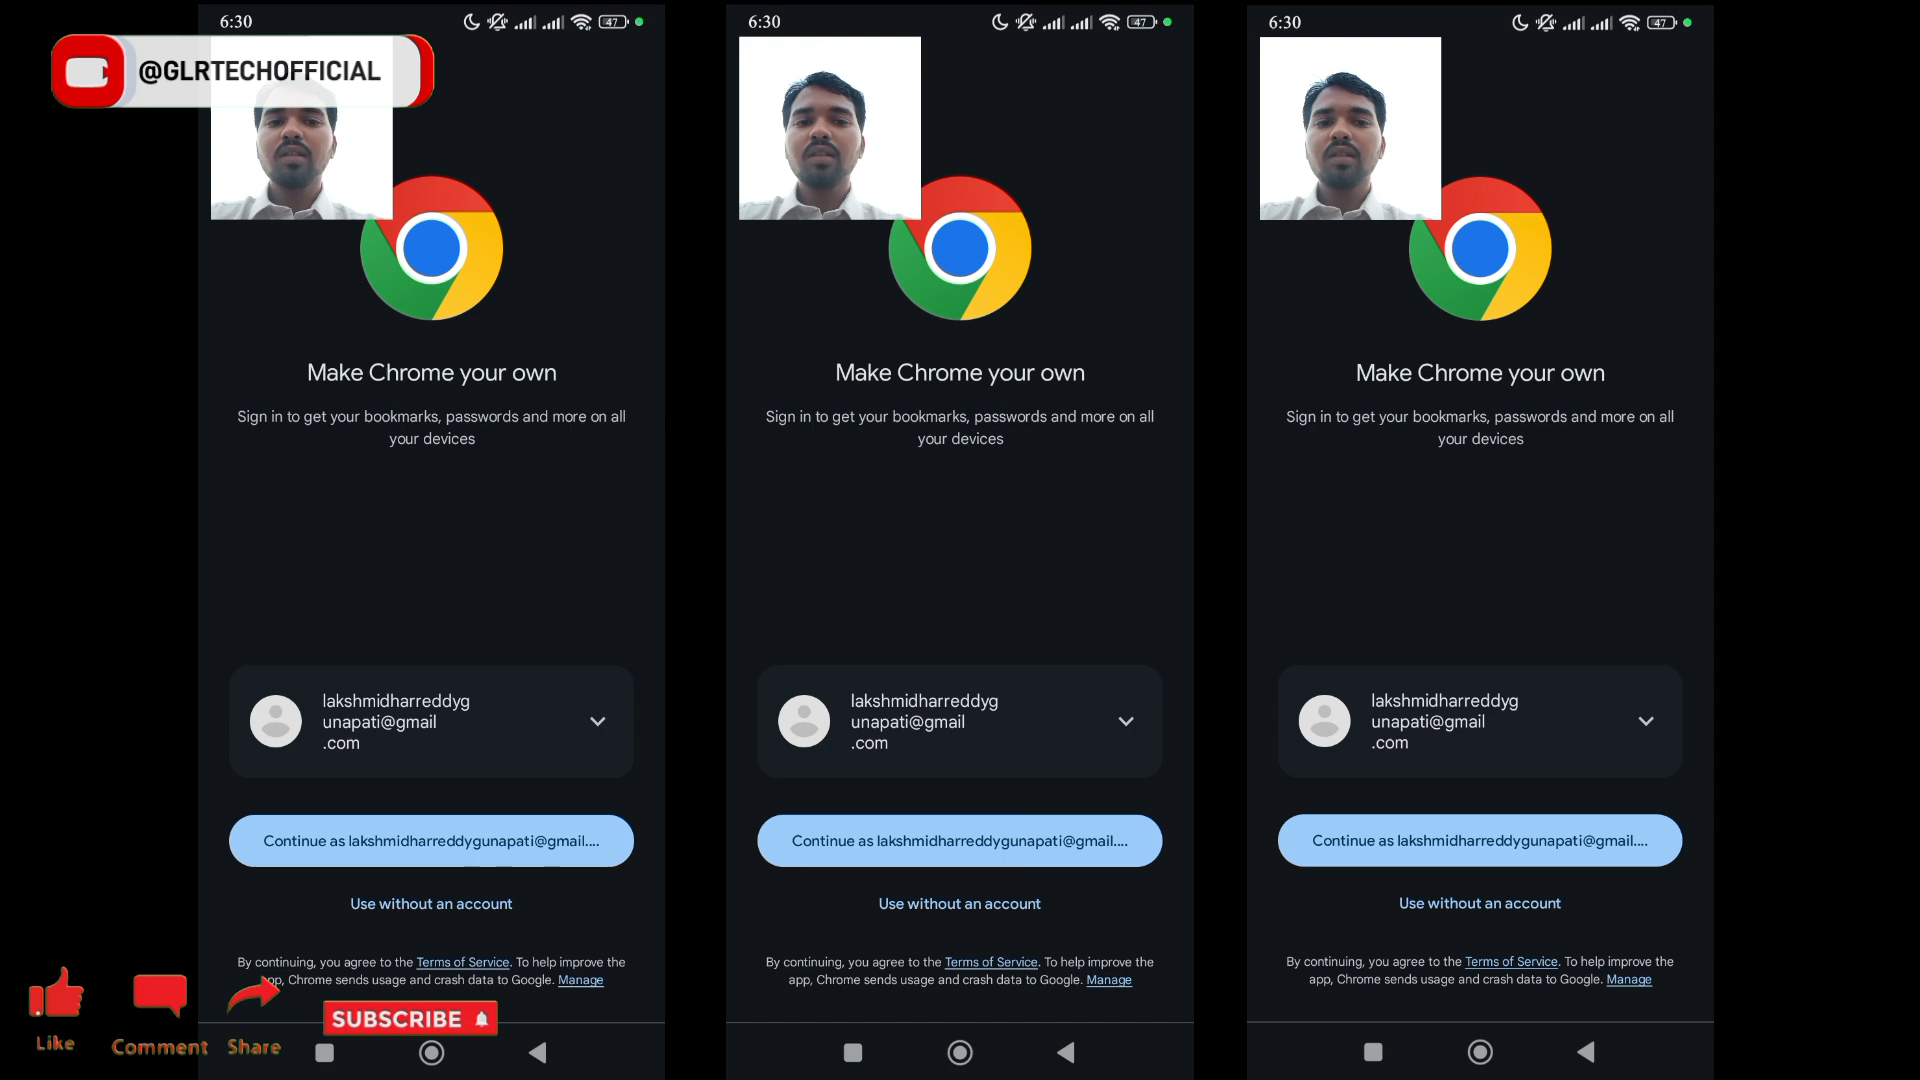 6:30
47
@GLRTECHOFFICIAL
Make Chrome your own
Sign in to get your bookmarks, passwords and more on all
your devices
lakshmidharreddyg
unapati@gmail
.com
Continue as lakshmidharreddygunapati@gmail....
Use without an account
By continuing, you agree to the Terms of Service. To help improve the
app, Chrome sends usage and crash data to Google. Manage
Like
Comment
Share
SUBSCRIBE
6:30
47
Make Chrome your own
Sign in to get your bookmarks, passwords and more on all
your devices
lakshmidharreddyg
unapati@gmail
.com
Continue as lakshmidharreddygunapati@gmail....
Use without an account
By continuing, you agree to the Terms of Service. To help improve the
app, Chrome sends usage and crash data to Google. Manage
6:30
47
Make Chrome your own
Sign in to get your bookmarks, passwords and more on all
your devices
lakshmidharreddyg
unapati@gmail
.com
Continue as lakshmidharreddygunapati@gmail....
Use without an account
By continuing, you agree to the Terms of Service. To help improve the
app, Chrome sends usage and crash data to Google. Manage